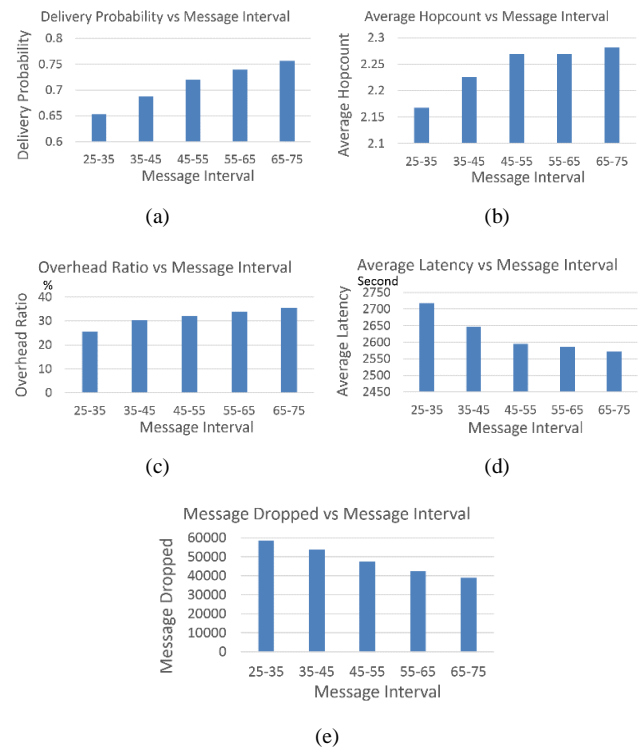 Delivery Probability vs Message Interval
Delivery Probability
0.8
0.75
0.7
0.65
0.6
25-35 35-45 45-55 55-65 65-75
Message Interval
(a)
Average Hopcount vs Message Interval
Average Hopcount
2.3
2.25
2.2
2.15
2.1
25-35 35-45 45-55 55-65 65-75
Message Interval
(b)
Overhead Ratio vs Message Interval
%
Overhead Ratio
40
30
20
10
0
25-35 35-45 45-55 55-65 65-75
Message Interval
(c)
Average Latency vs Message Interval
Second
Average Latency
2750
2700
2650
2600
2550
2500
2450
25-35 35-45 45-55 55-65 65-75
Message Interval
(d)
Message Dropped vs Message Interval
Message Dropped
60000
50000
40000
30000
20000
10000
0
25-35 35-45 45-55 55-65 65-75
Message Interval
(e)